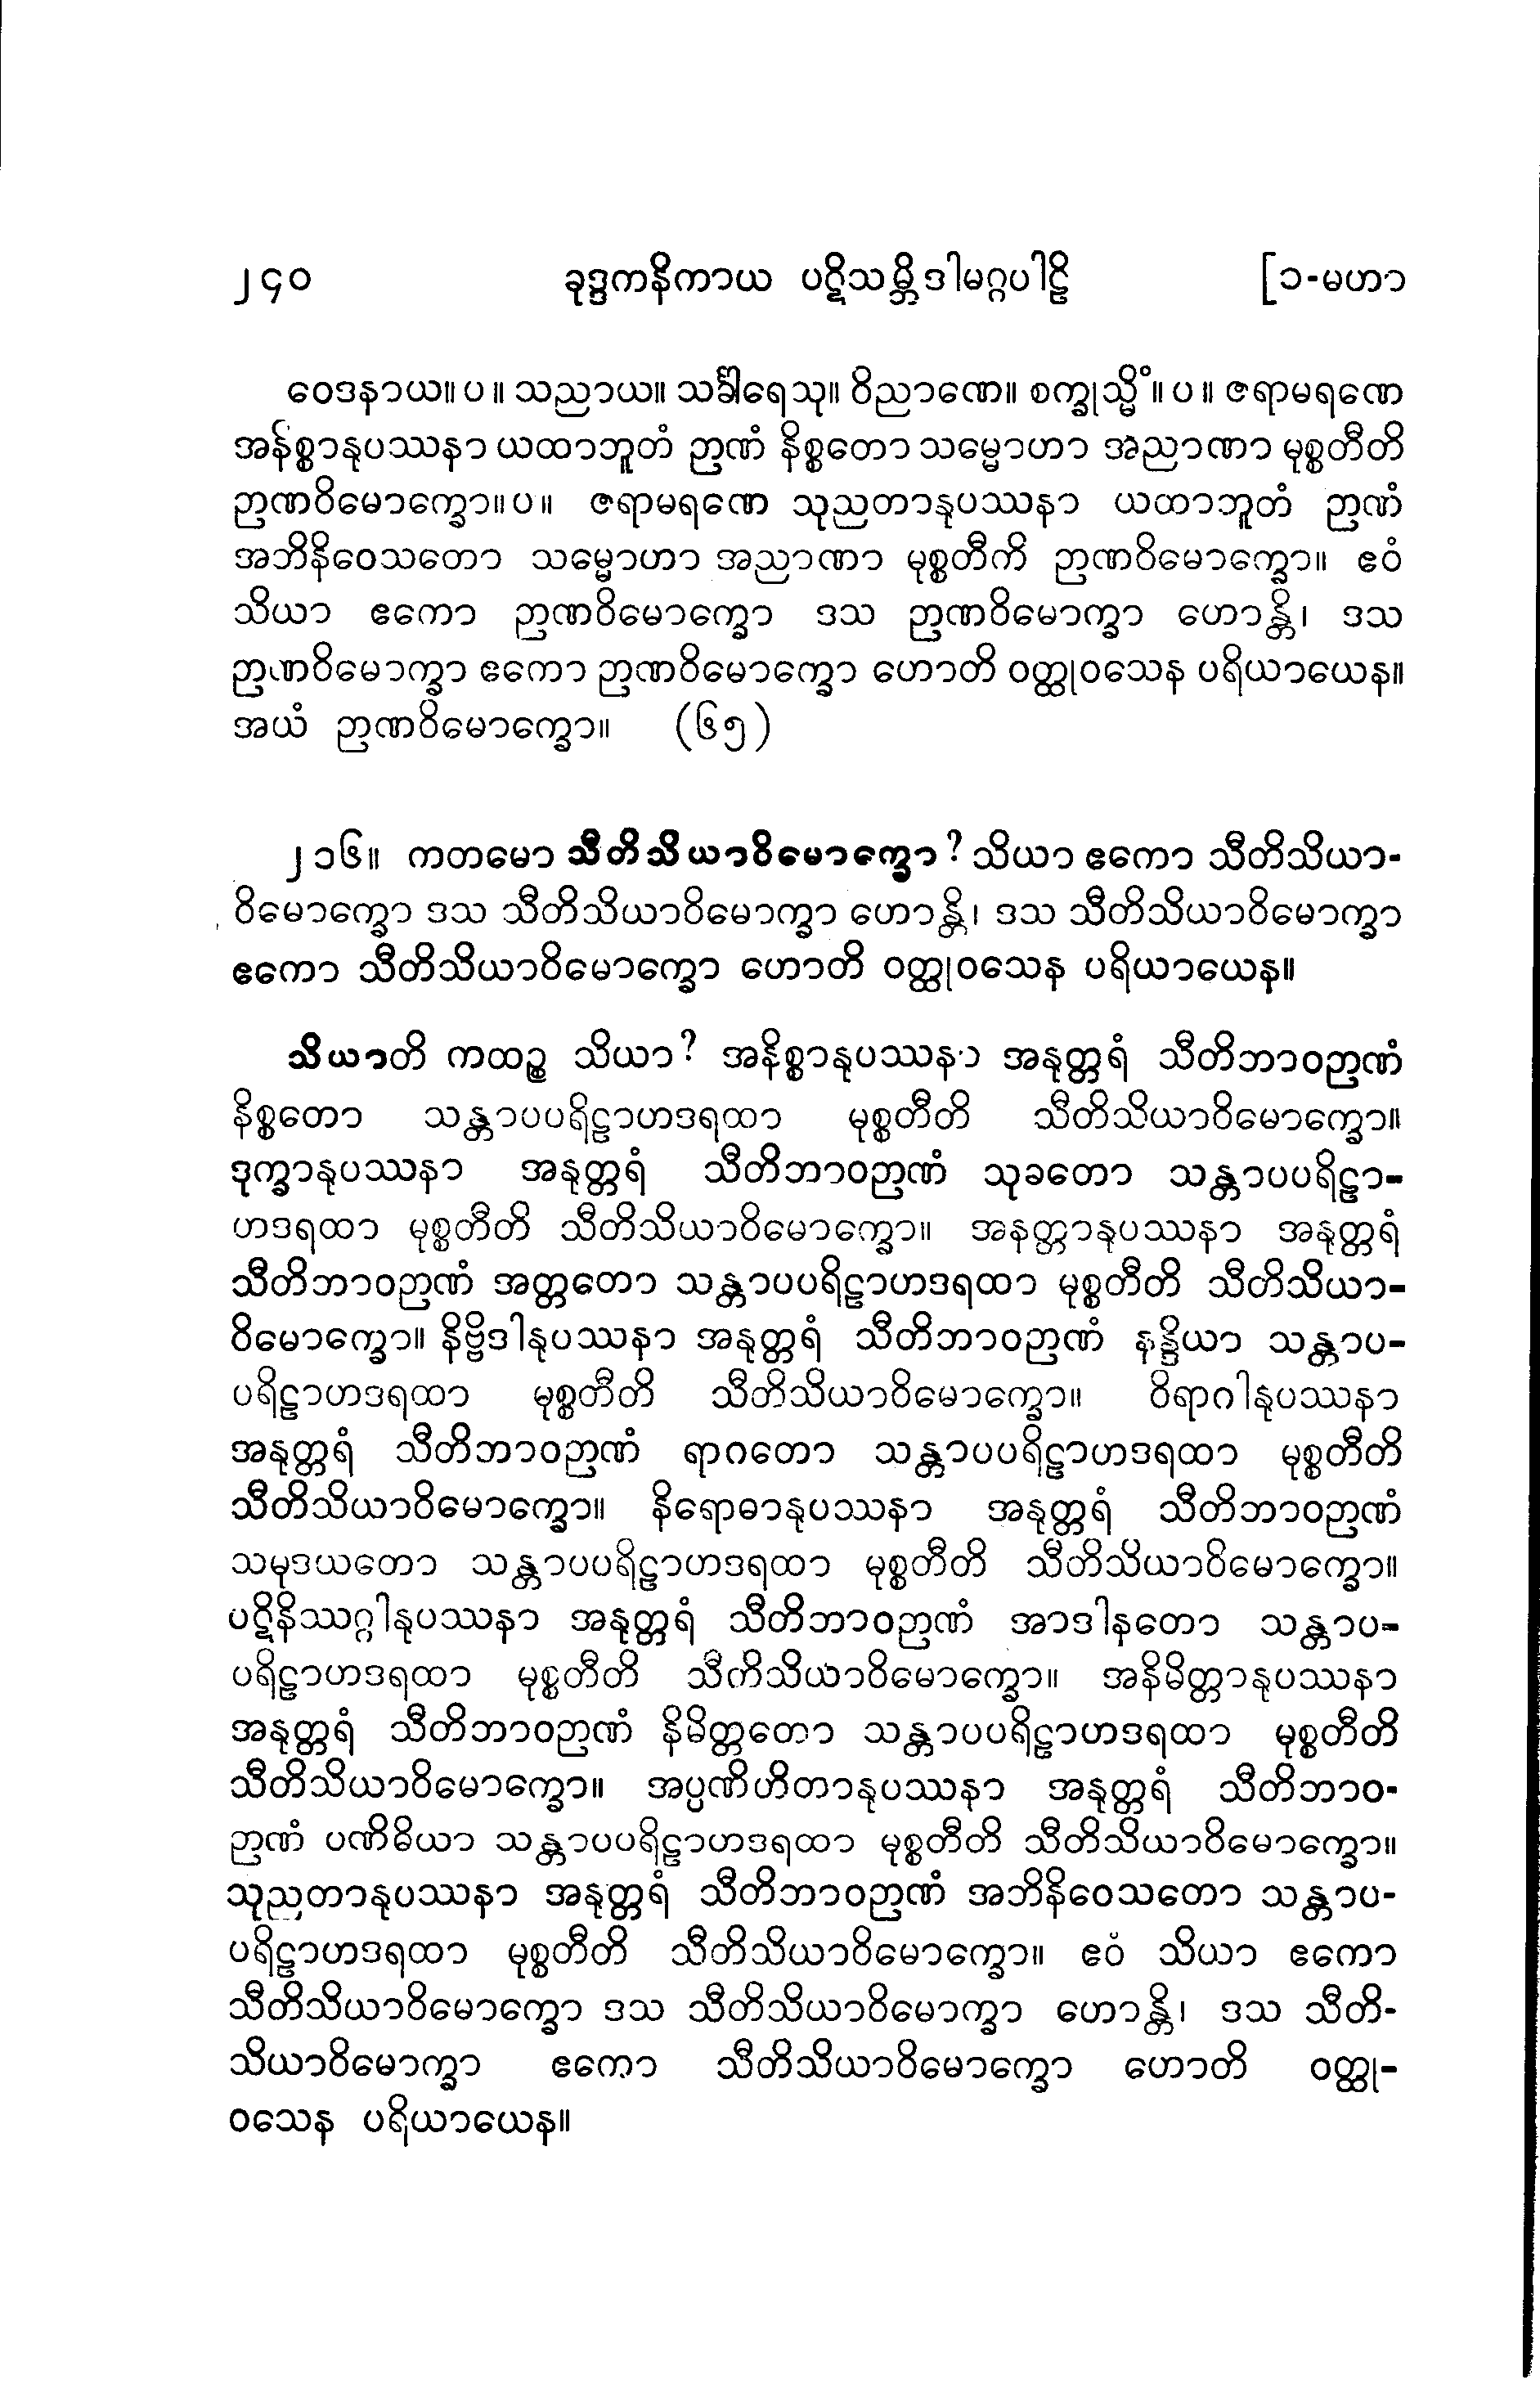 ၂၄၀ ခုဒ္ဒကနိကာယ ပဋိသမ္ဘိဒါမဂ္ဂပါဠိ [၁-မဟာ
ဝေဒနာယ။ပ။ သညာယ။ သင်္ခါရေသု။ ဝိညာဏေ။ စက္ခုသ္မိံ။ပ။ ဇရာမရဏေ
အနိစ္စာနုပဿနာ ယထာဘူတံ ဉာဏံ နိစ္စတော သမ္မောဟာ အညာဏာ မုစ္စတီတိ
ဉာဏဝိမောက္ခော။ပ။ ဇရာမရဏေ သုညတာနုပဿနာ ယထာဘူတံ ဉာဏံ
အဘိနိဝေသတော သမ္မောဟာ အညာဏာ မုစ္စတီကိ ဉာဏဝိမောက္ခော။ ဧဝံ
သိယာ ဧကော ဉာဏဝိမောက္ခော ဒသ ဉာဏဝိမောက္ခာ ဟောန္တိ၊ ဒသ
ဉာဏဝိမောက္ခာ ဧကော ဉာဏဝိမောက္ခော ဟောတိ ဝတ္ထုဝသေန ပရိယာယေန။
အယံ ဉာဏဝိမောက္ခော။ (၆၅)
၂၁၆။ ကတမော သီတိသိယာဝိမောက္ခော? သိယာ ဧကော သီတိသိယာ-
ဝိမောက္ခော ဒသ သီတိသိယာဝိမောက္ခာ ဟောန္တိ၊ ဒသ သီတိသိယာဝိမောက္ခာ
ဧကော သီတိသိယာဝိမောက္ခော ဟောတိ ဝတ္ထုဝသေန ပရိယာယေန။
သိယာတိ ကထဉ္စ သိယာ? အနိစ္စာနုပဿနာ အနုတ္တရံ သီတိဘာဝဉာဏံ
နိစ္စတော သန္တာပပရိဠာဟဒရထာ မုစ္စတီတိ သီတိသိယာဝိမောက္ခော။
ဒုက္ခာနုပဿနာ အနုတ္တရံ သီတိဘာဝဉာဏံ သုခတော သန္တာပပရိဠာ-
ဟဒရထာ မုစ္စတီတိ သီတိသိယာဝိမောက္ခော။ အနတ္တာနုပဿနာ အနုတ္တရံ
သီတိဘာဝဉာဏံ အတ္တတော သန္တာပပရိဠာဟဒရထာ မုစ္စတီတိ သီတိသိယာ-
ဝိမောက္ခော။ နိဗ္ဗိဒါနုပဿနာ အနုတ္တရံ သီတိဘာဝဉာဏံ နန္ဒိယာ သန္တာပ-
ပရိဠာဟဒရထာ မုစ္စတီတိ သီတိသိယာဝိမောက္ခော။ ဝိရာဂါနုပဿနာ
အနုတ္တရံ သီတိဘာဝဉာဏံ ရာဂတော သန္တာပပရိဠာဟဒရထာ မုစ္စတီတိ
သီတိသိယာဝိမောက္ခော။ နိရောဓာနုပဿနာ အနုတ္တရံ သီတိဘာဝဉာဏံ
သမုဒယတော သန္တာပပရိဠာဟဒရထာ မုစ္စတီတိ သီတိသိယာဝိမောက္ခော။
ပဋိနိဿဂ္ဂါနုပဿနာ အနုတ္တရံ သီတိဘာဝဉာဏံ အာဒါနတော သန္တာပ-
ပရိဠာဟဒရထာ မုစ္စတီတိ သီကိသိယာဝိမောက္ခော။ အနိမိတ္တာနုပဿနာ
အနုတ္တရံ သီတိဘာဝဉာဏံ နိမိတ္တတော သန္တာပပရိဠာဟဒရထာ မုစ္စတီတိ
သီတိသိယာဝိမောက္ခော။ အပ္ပဏိဟိတာနုပဿနာ အနုတ္တရံ သီတိဘာဝ-
ဉာဏံ ပဏိဓိယာ သန္တာပပရိဠာဟဒရထာ မုစ္စတီတိ သီတိသိယာဝိမောက္ခော။
သုညတာနုပဿနာ အနုတ္တရံ သီတိဘာဝဉာဏံ အဘိနိဝေသတော သန္တာပ-
ပရိဠာဟဒရထာ မုစ္စတီတိ သီတိသိယာဝိမောက္ခော။ ဧဝံ သိယာ ဧကော
သီတိသိယာဝိမောက္ခော ဒသ သီတိသိယာဝိမောက္ခာ ဟောန္တိ၊ ဒသ သီတိ-
သိယာဝိမောက္ခာ ဧကော သီတိသိယာဝိမောက္ခော ဟောတိ ဝတ္ထု-
ဝသေန ပရိယာယေန။